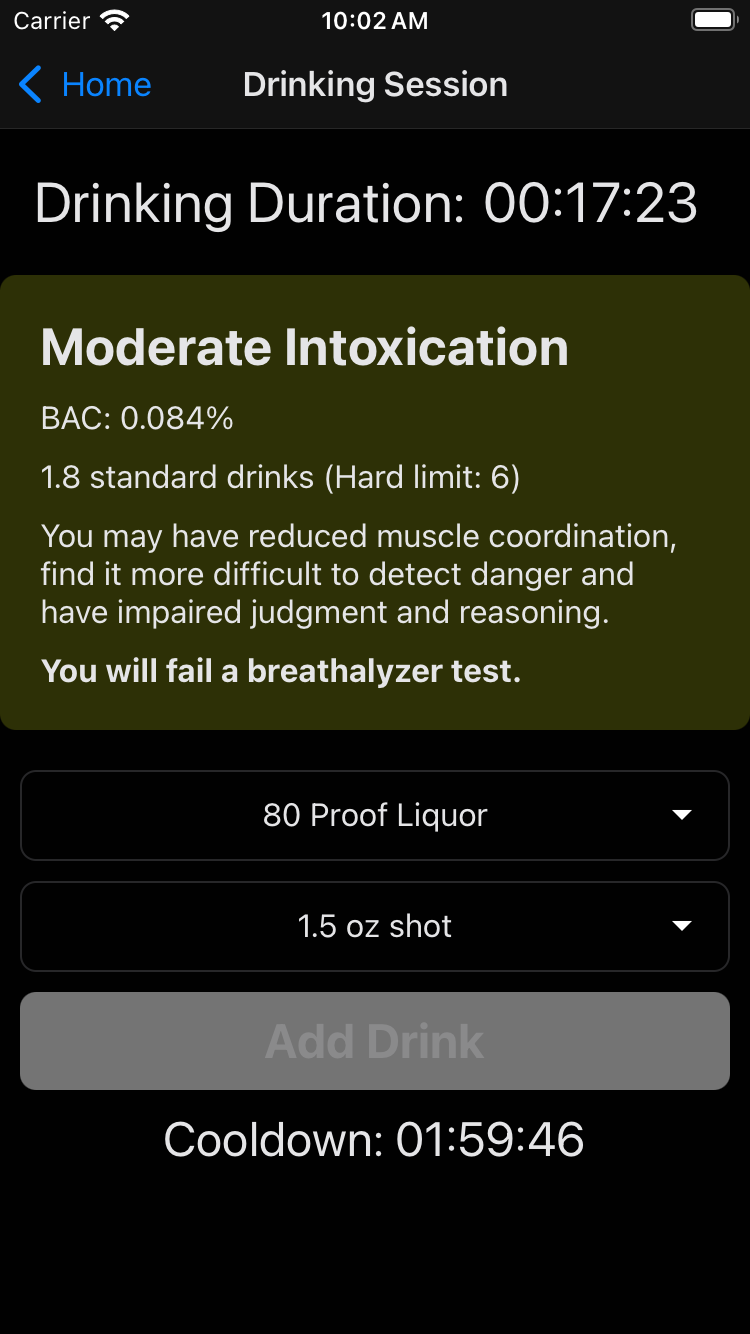 Carrier
10:02 AM
Home
Drinking Session
Drinking Duration: 00:17:23
Moderate Intoxication
BAC: 0.084%
1.8 standard drinks (Hard limit: 6)
You may have reduced muscle coordination,
find it more difficult to detect danger and
have impaired judgment and reasoning.
You will fail a breathalyzer test.
80 Proof Liquor
1.5 oz shot
Add Drink
Cooldown: 01:59:46